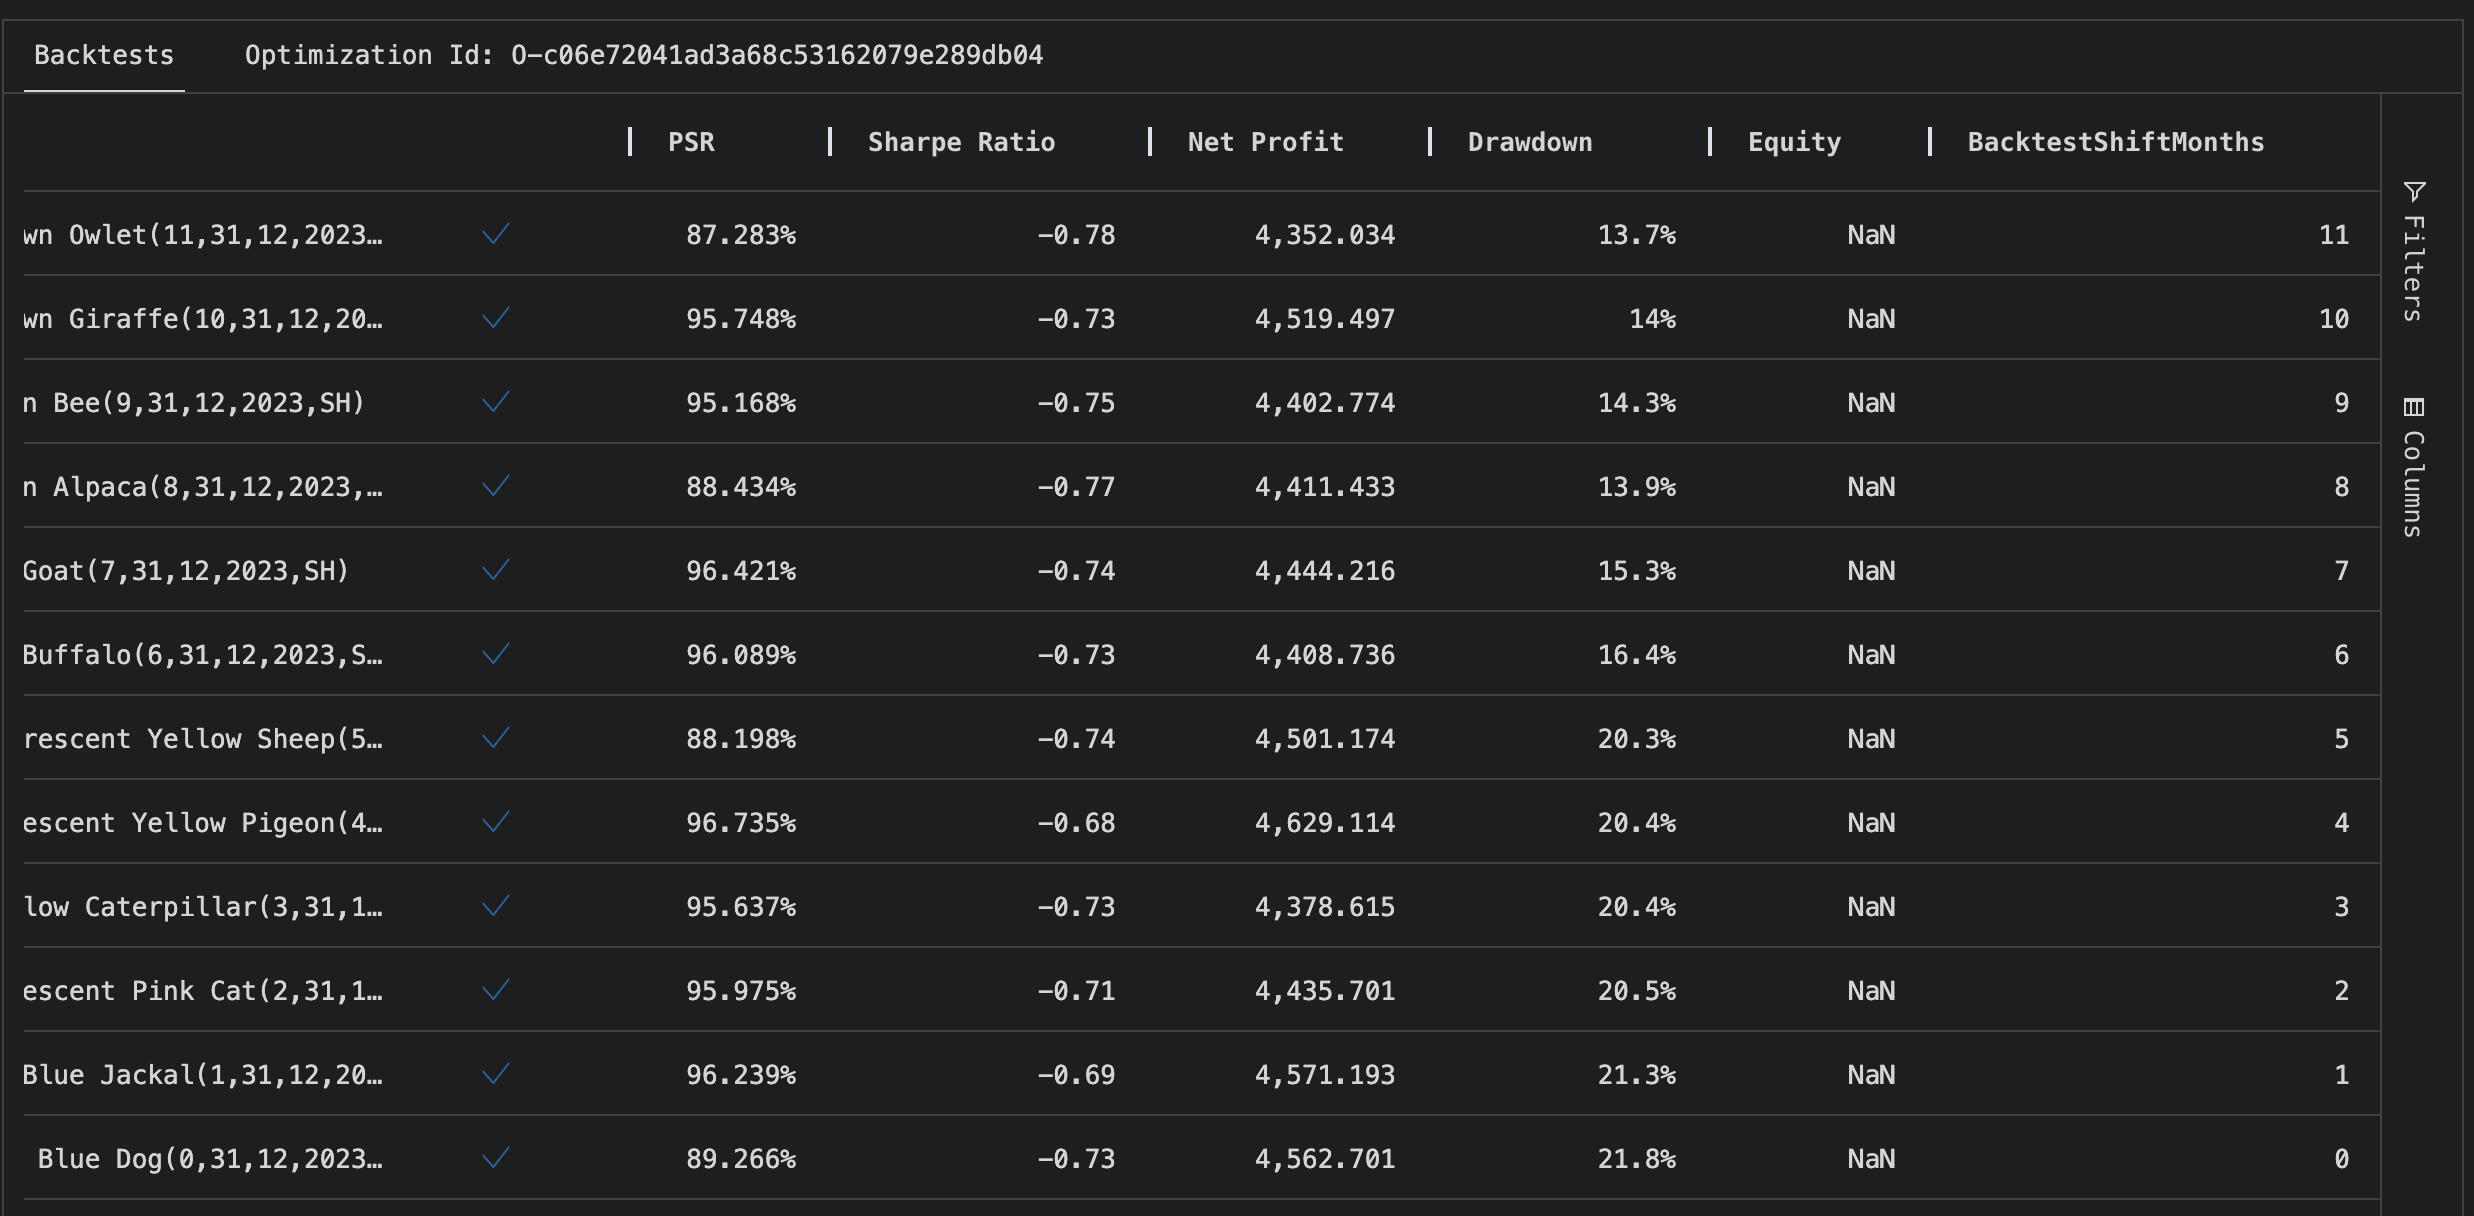 Backtests Optimization Id: O-c06e72041ad3a68c53162079e289db04
PSR Sharpe Ratio Net Profit Drawdown Equity BacktestShiftMonths
wn Owlet(11,31,12,2023… 87.283% -0.78 4,352.034 13.7% NaN 11
wn Giraffe(10,31,12,20… 95.748% -0.73 4,519.497 14% NaN 10
n Bee(9,31,12,2023,SH) 95.168% -0.75 4,402.774 14.3% NaN 9
n Alpaca(8,31,12,2023,… 88.434% -0.77 4,411.433 13.9% NaN 8
Goat(7,31,12,2023,SH) 96.421% -0.74 4,444.216 15.3% NaN 7
Buffalo(6,31,12,2023,S… 96.089% -0.73 4,408.736 16.4% NaN 6
rescent Yellow Sheep(5… 88.198% -0.74 4,501.174 20.3% NaN 5
escent Yellow Pigeon(4… 96.735% -0.68 4,629.114 20.4% NaN 4
low Caterpillar(3,31,1… 95.637% -0.73 4,378.615 20.4% NaN 3
escent Pink Cat(2,31,1… 95.975% -0.71 4,435.701 20.5% NaN 2
Blue Jackal(1,31,12,20… 96.239% -0.69 4,571.193 21.3% NaN 1
Blue Dog(0,31,12,2023… 89.266% -0.73 4,562.701 21.8% NaN 0
Filters
Columns